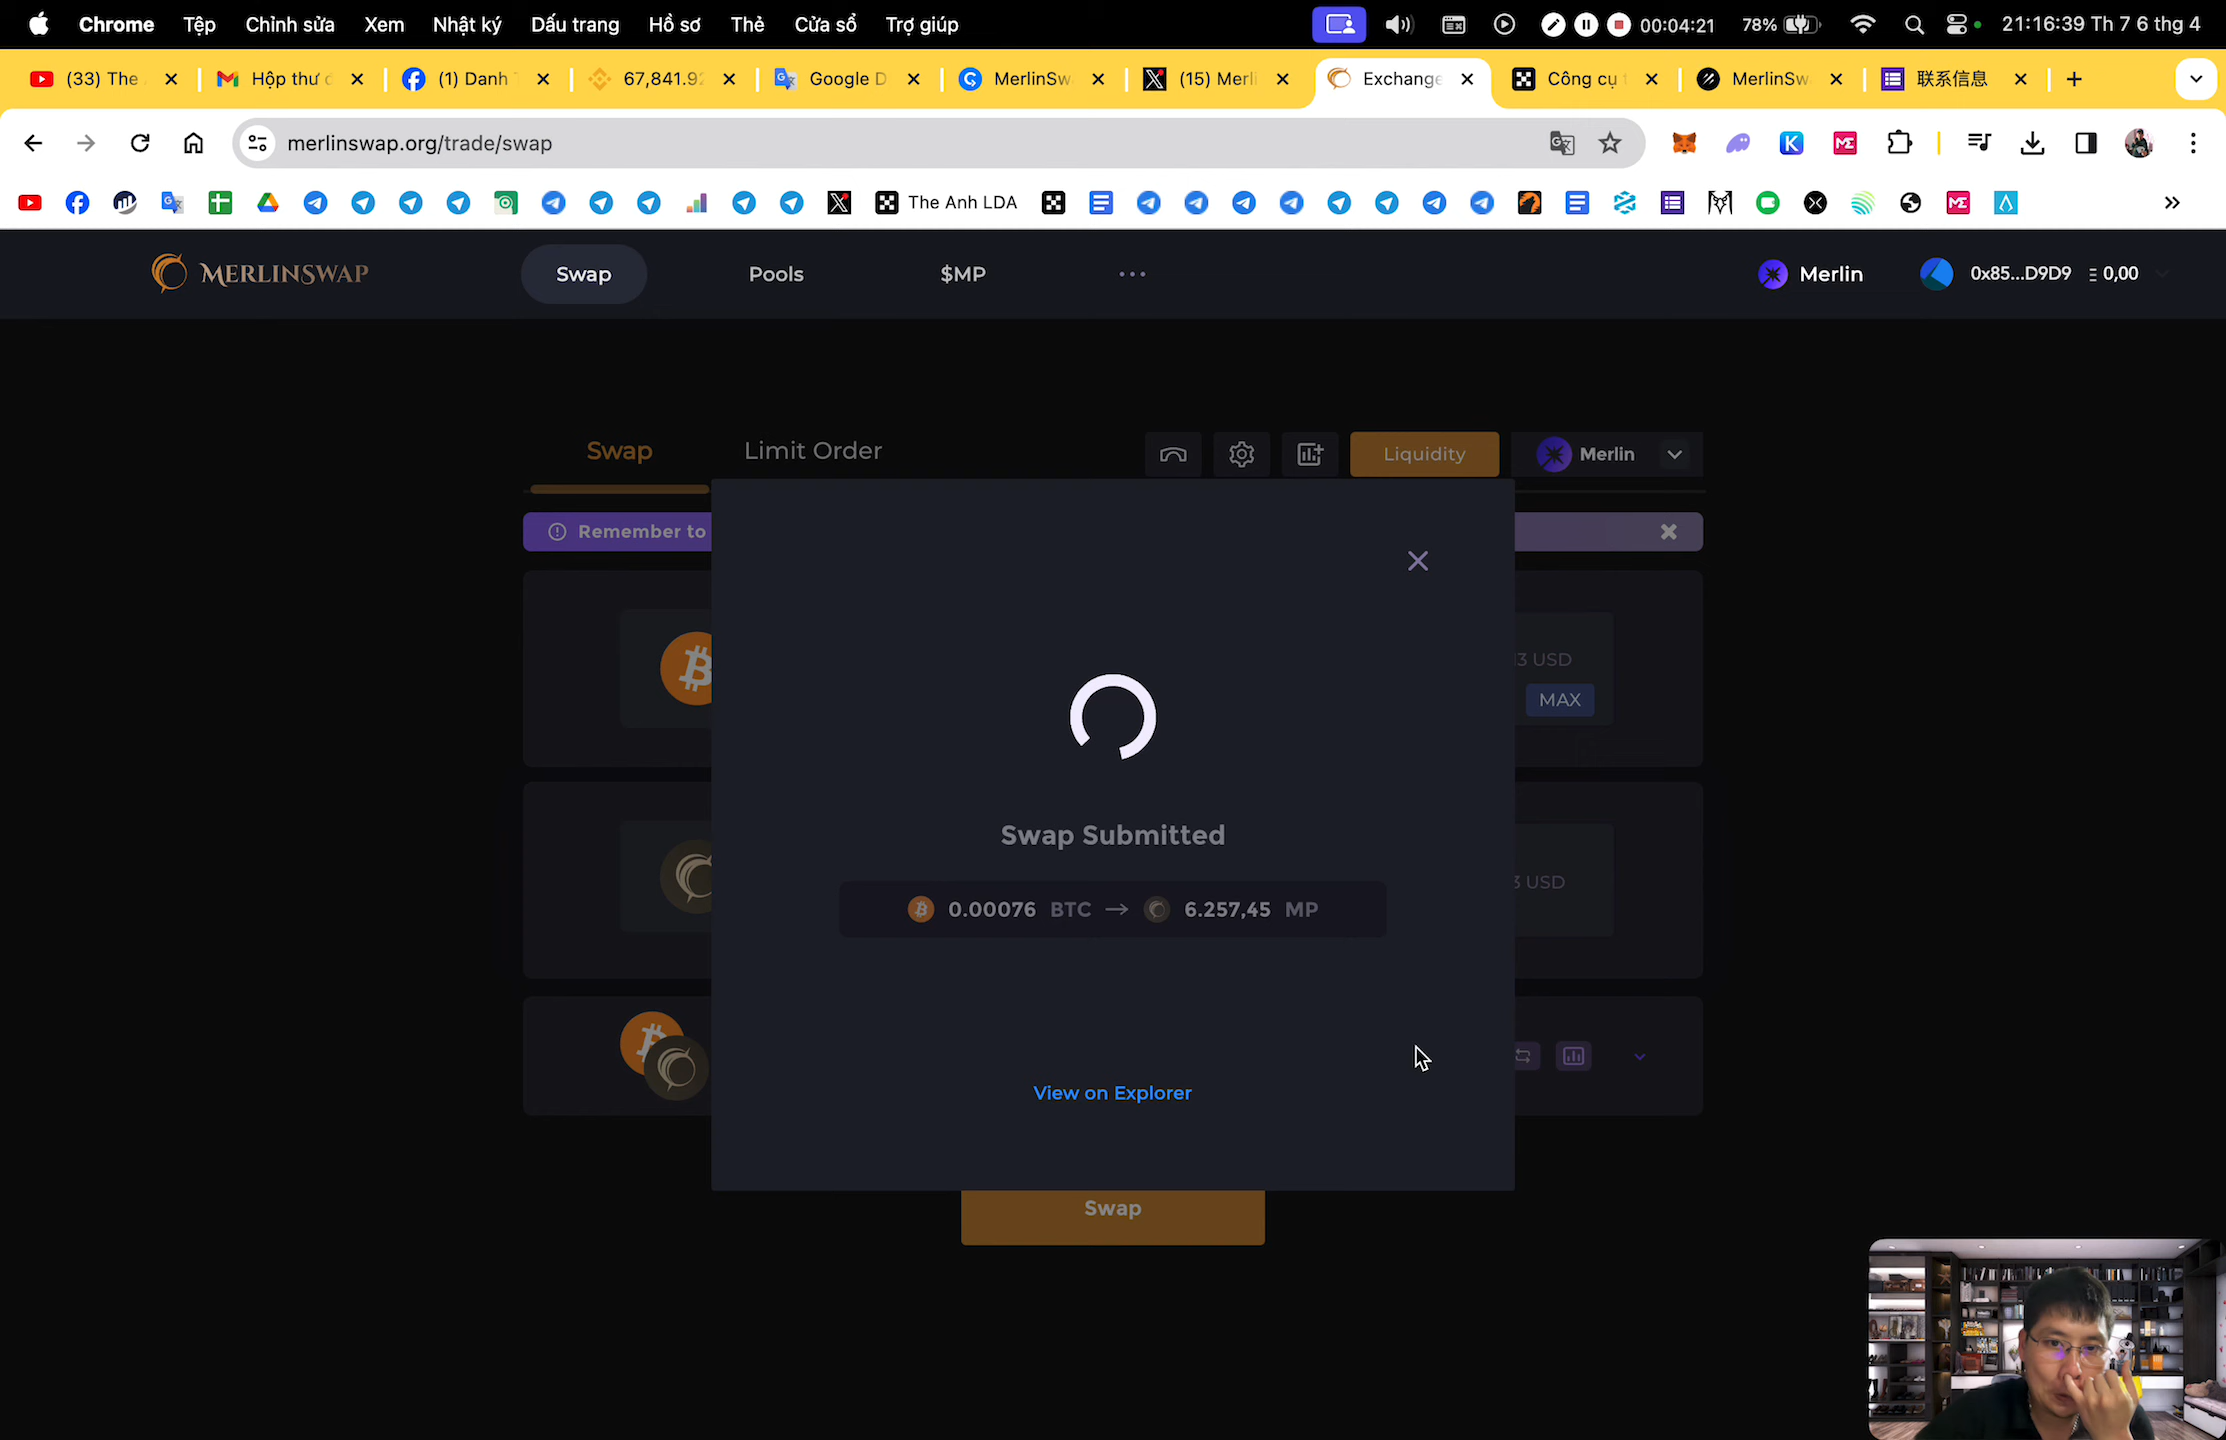 Chrome Tệp Chỉnh sửa Xem Nhật ký Dấu trang Hồ sơ Thẻ Cửa sổ Trợ giúp 00:04:21 78% 21:16:39 Th 7 6 thg 4
(33) The Hộp thư đ (1) Danh 67,841.92 Google D MerlinSw (15) Merli Exchange Công cụ t MerlinSw 联系信息
merlinswap.org/trade/swap
The Anh LDA
MERLINSWAP Swap Pools $MP ... Merlin 0x85...D9D9 Ξ 0,00
Swap Limit Order Liquidity Merlin
Remember to
3 USD
MAX
Swap Submitted
3 USD
0.00076 BTC → 6.257,45 MP
View on Explorer
Swap